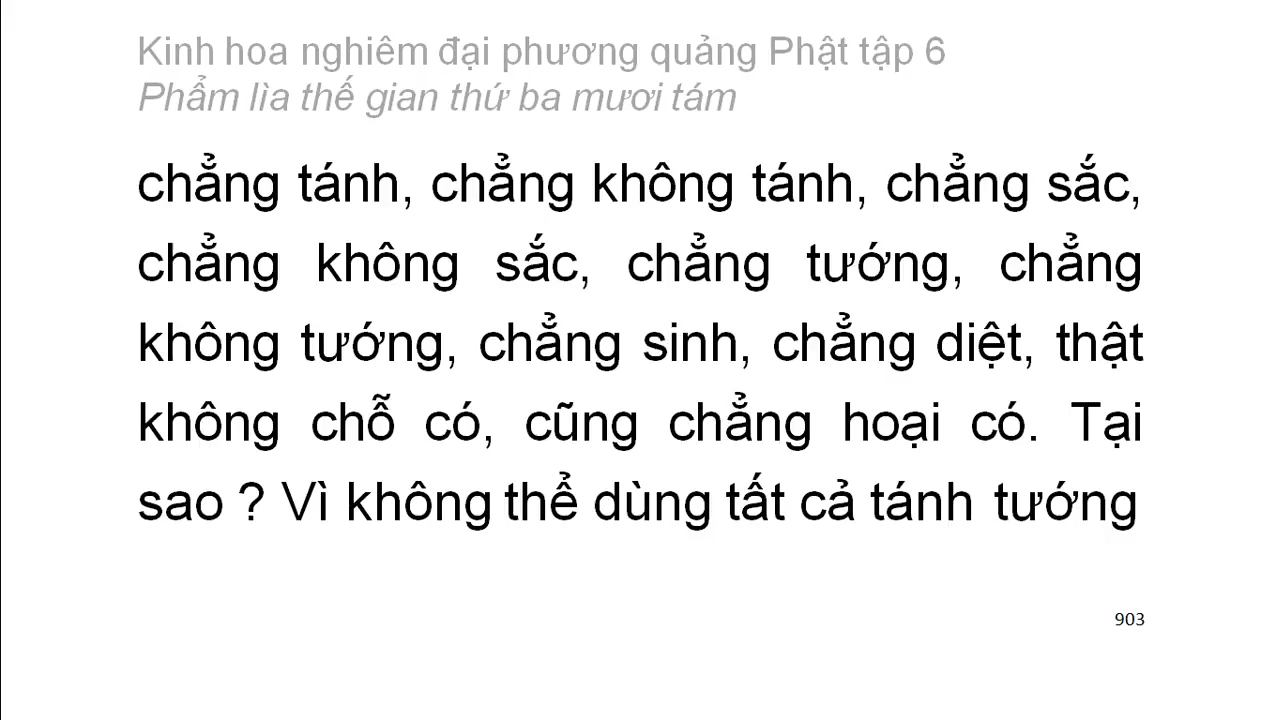 Kinh hoa nghiêm đại phương quảng Phật tập 6
Phẩm lìa thế gian thứ ba mươi tám
chẳng tánh, chẳng không tánh, chẳng sắc,
chẳng không sắc, chẳng tướng, chẳng
không tướng, chẳng sinh, chẳng diệt, thật
không chỗ có, cũng chẳng hoại có. Tại
sao ? Vì không thể dùng tất cả tánh tướng
903